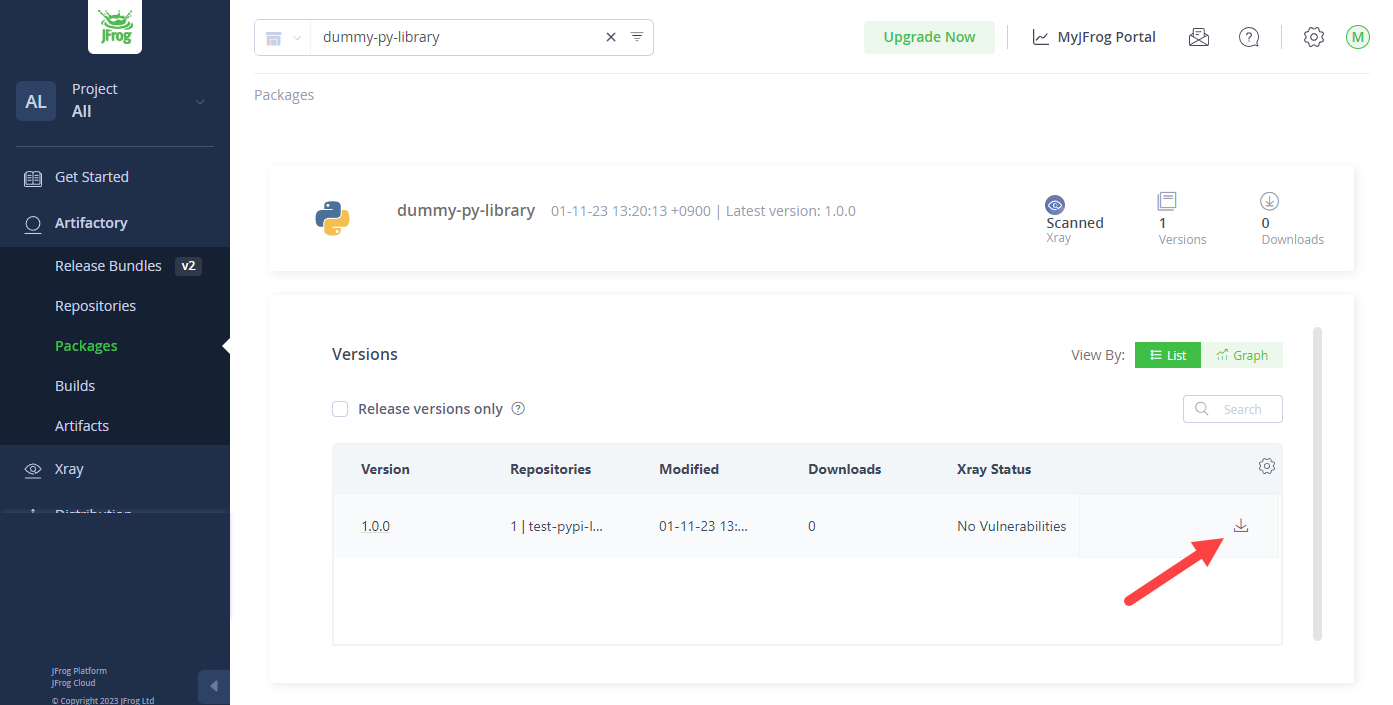 JFrog
dummy-py-library
Upgrade Now
MyJFrog Portal
M
AL
Project
All
Get Started
Artifactory
Release Bundles v2
Repositories
Packages
Builds
Artifacts
Xray
Distribution
JFrog Platform
JFrog Cloud
© Copyright 2023 JFrog Ltd
Packages
dummy-py-library 01-11-23 13:20:13 +0900 | Latest version: 1.0.0
Scanned
Xray
1
Versions
0
Downloads
Versions
View By: List Graph
Release versions only ?
Search
Version Repositories Modified Downloads Xray Status
1.0.0 1 | test-pypi-l... 01-11-23 13:... 0 No Vulnerabilities